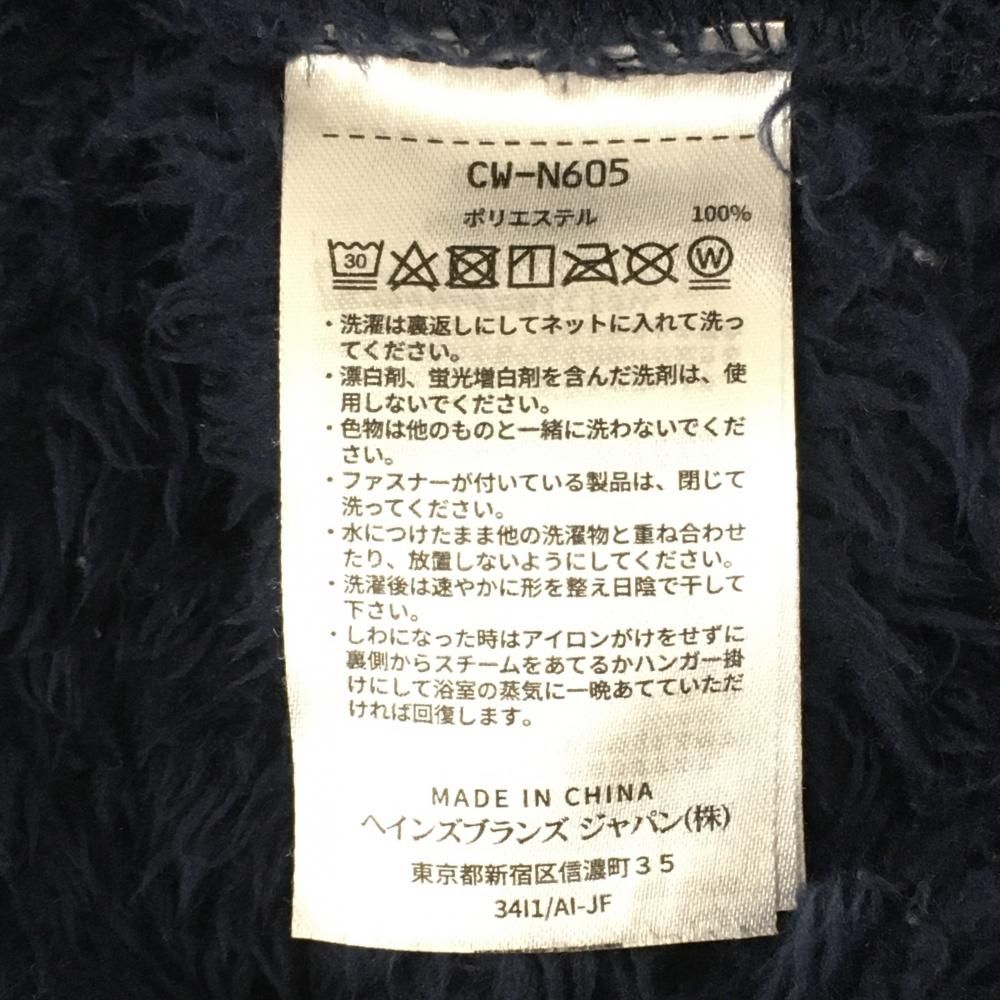 CW-N605
ポリエステル 100%
30 W
・洗濯は裏返しにしてネットに入れて洗っ
てください。
・漂白剤、蛍光増白剤を含んだ洗剤は、使
用しないでください。
・色物は他のものと一緒に洗わないでくだ
さい。
・ファスナーが付いている製品は、閉じて
洗ってください。
・水につけたまま他の洗濯物と重ね合わせ
たり、放置しないようにしてください。
・洗濯後は速やかに形を整え日陰で干して
下さい。
・しわになった時はアイロンがけをせずに
裏側からスチームをあてるかハンガー掛
けにして浴室の蒸気に一晩あてていただ
ければ回復します。
MADE IN CHINA
ヘインズブランズ ジャパン(株)
東京都新宿区信濃町35
34I1/AI-JF